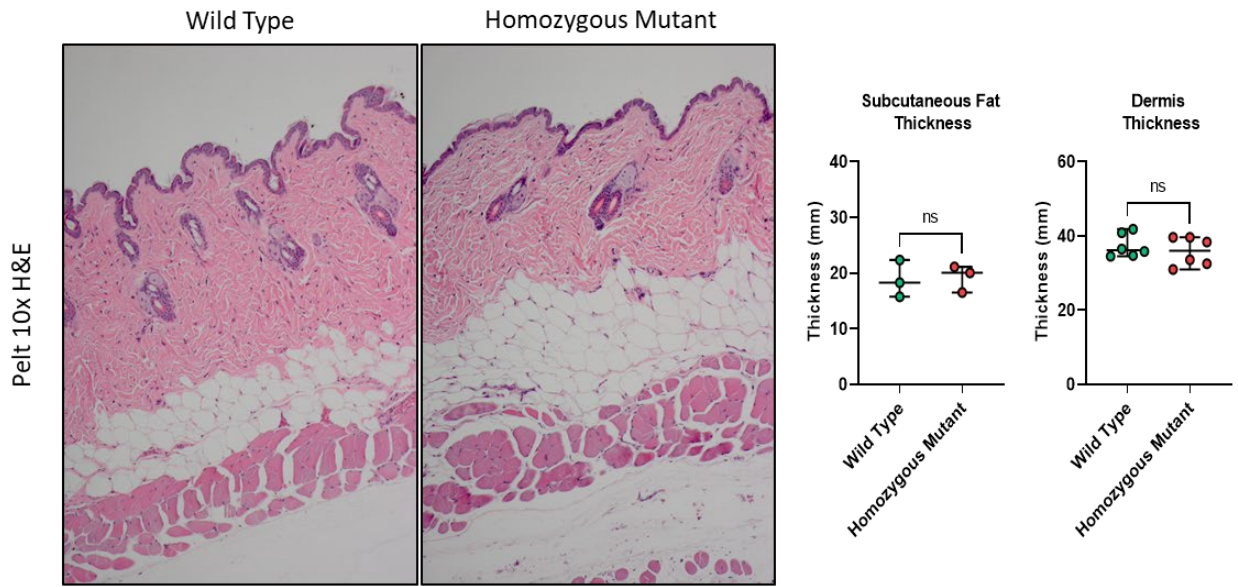 Wild Type
Homozygous Mutant
Pelt 10x H&E
Subcutaneous Fat
Thickness
Thickness (mm)
40
30
20
10
0
ns
Wild Type
Homozygous Mutant
Dermis
Thickness
Thickness (mm)
60
40
20
0
ns
Wild Type
Homozygous Mutant